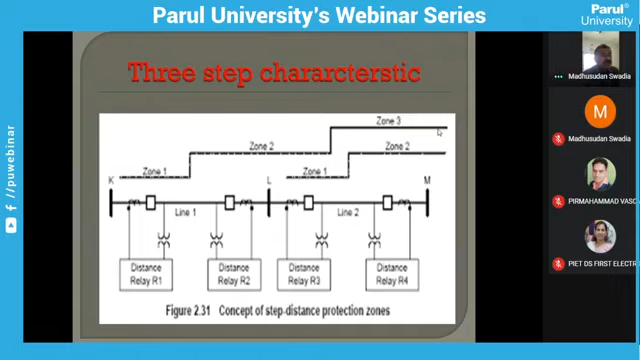 Parul University's Webinar Series
Parul®
University
Three step chararcterstic
Zone 3
Zone 2
Zone 2
Zone 1
Zone 1
K
L
M
Line 1
Line 2
Distance
Relay R1
Distance
Relay R2
Distance
Relay R3
Distance
Relay R4
Figure 2.31 Concept of step-distance protection zones
f // puwebinar
Madhusudan Swadia
M
Madhusudan Swadia
PIRMAHAMMAD VASC
PIET DS FIRST ELECTR